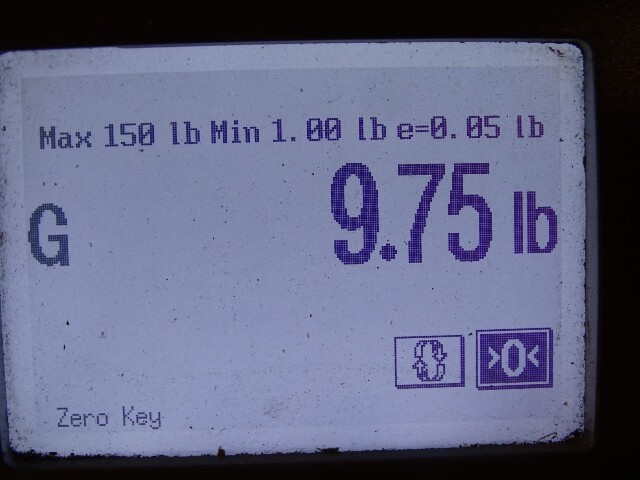 Max 150 lb Min 1.00 lb e=0.05 lb
G 9.75 lb
>0<
Zero Key